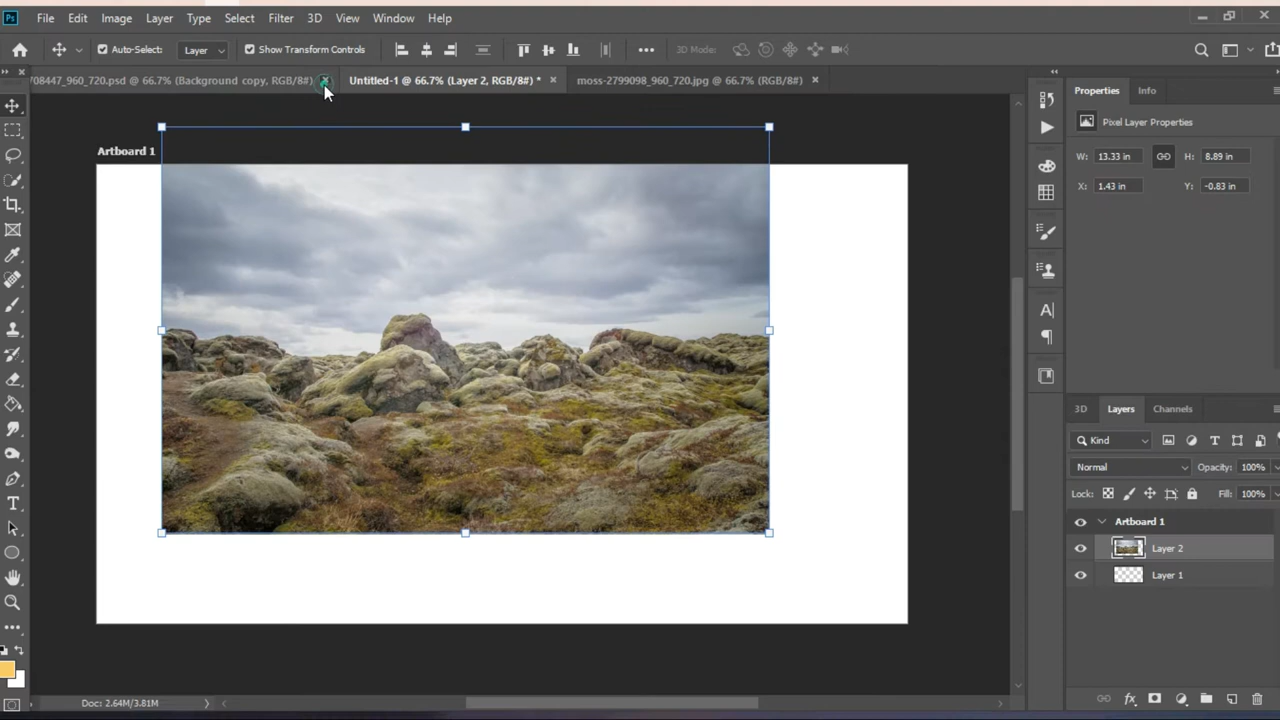 Ps File Edit Image Layer Type Select Filter 3D View Window Help
Auto-Select: Layer Show Transform Controls 3D Mode:
/08447_960_720.psd @ 66.7% (Background copy, RGB/8#) Untitled-1 @ 66.7% (Layer 2, RGB/8#) * moss-2799098_960_720.jpg @ 66.7% (RGB/8#)
Properties Info
Pixel Layer Properties
W: 13.33 in H: 8.89 in
X: 1.43 in Y: -0.83 in
Artboard 1
3D Layers Channels
Kind
Normal Opacity: 100%
Lock: Fill: 100%
Artboard 1
Layer 2
Layer 1
Doc: 2.64M/3.81M